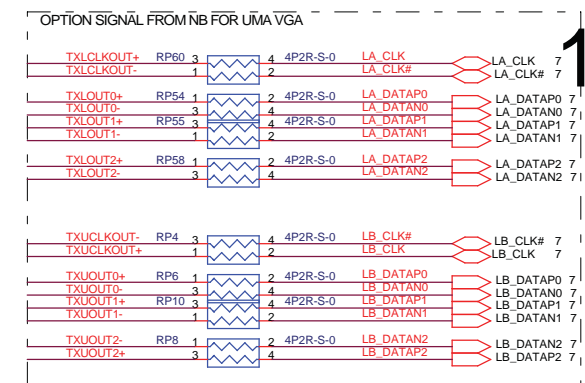 OPTION SIGNAL FROM NB FOR UMA VGA
1
TXLCLKOUT+ RP60 3 4 4P2R-S-0 LA_CLK LA_CLK 7
TXLCLKOUT- 1 2 LA_CLK# LA_CLK# 7
TXLOUT0+ RP54 1 2 4P2R-S-0 LA_DATAP0 LA_DATAP0 7
TXLOUT0- 3 4 LA_DATAN0 LA_DATAN0 7
TXLOUT1+ RP55 3 4 4P2R-S-0 LA_DATAP1 LA_DATAP1 7
TXLOUT1- 1 2 LA_DATAN1 LA_DATAN1 7
TXLOUT2+ RP58 1 2 4P2R-S-0 LA_DATAP2 LA_DATAP2 7
TXLOUT2- 3 4 LA_DATAN2 LA_DATAN2 7
TXUCLKOUT- RP4 3 4 4P2R-S-0 LB_CLK# LB_CLK# 7
TXUCLKOUT+ 1 2 LB_CLK LB_CLK 7
TXUOUT0+ RP6 1 2 4P2R-S-0 LB_DATAP0 LB_DATAP0 7
TXUOUT0- 3 4 LB_DATAN0 LB_DATAN0 7
TXUOUT1+ RP10 3 4 4P2R-S-0 LB_DATAP1 LB_DATAP1 7
TXUOUT1- 1 2 LB_DATAN1 LB_DATAN1 7
TXUOUT2- RP8 1 2 4P2R-S-0 LB_DATAN2 LB_DATAN2 7
TXUOUT2+ 3 4 LB_DATAP2 LB_DATAP2 7